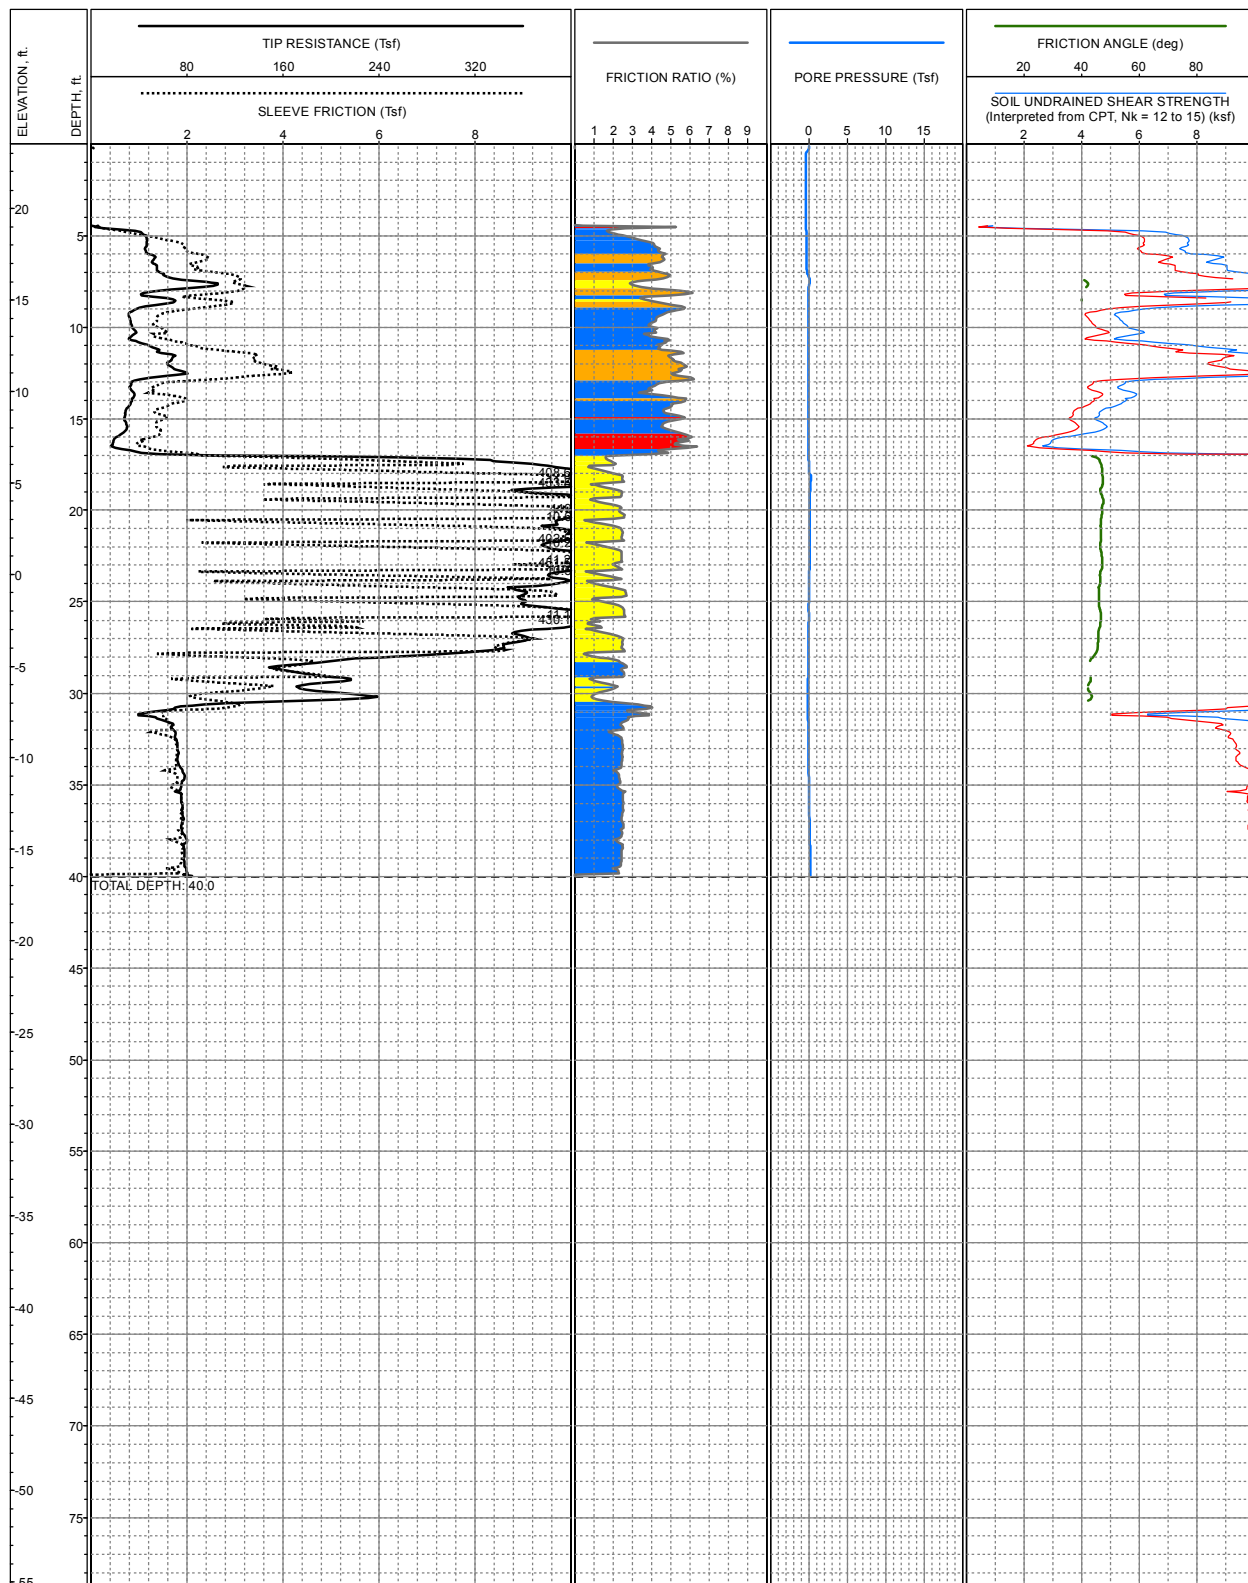 ELEVATION, ft.
DEPTH, ft.
TIP RESISTANCE (Tsf)
80 160 240 320
SLEEVE FRICTION (Tsf)
2 4 6 8
FRICTION RATIO (%)
1 2 3 4 5 6 7 8 9
PORE PRESSURE (Tsf)
0 5 10 15
FRICTION ANGLE (deg)
20 40 60 80
SOIL UNDRAINED SHEAR STRENGTH
(Interpreted from CPT, Nk = 12 to 15) (ksf)
2 4 6 8
20
5
15
10
10
15
5
20
0
25
-5
30
-10
35
-15
40
TOTAL DEPTH: 40.0
-20
45
-25
50
-30
55
-35
60
-40
65
-45
70
-50
75
-55